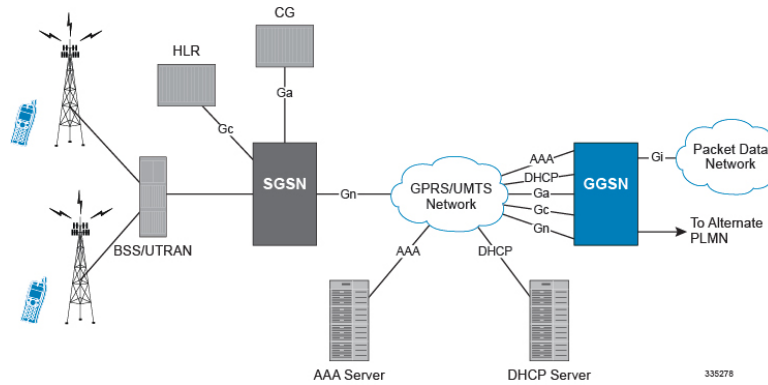 CG
HLR
Ga
Gc
SGSN
Gn
GPRS/UMTS
Network
AAA
DHCP
Ga
Gc
Gn
GGSN
Gi
Packet Data
Network
To Alternate
PLMN
BSS/UTRAN
AAA
DHCP
AAA Server
DHCP Server
335278